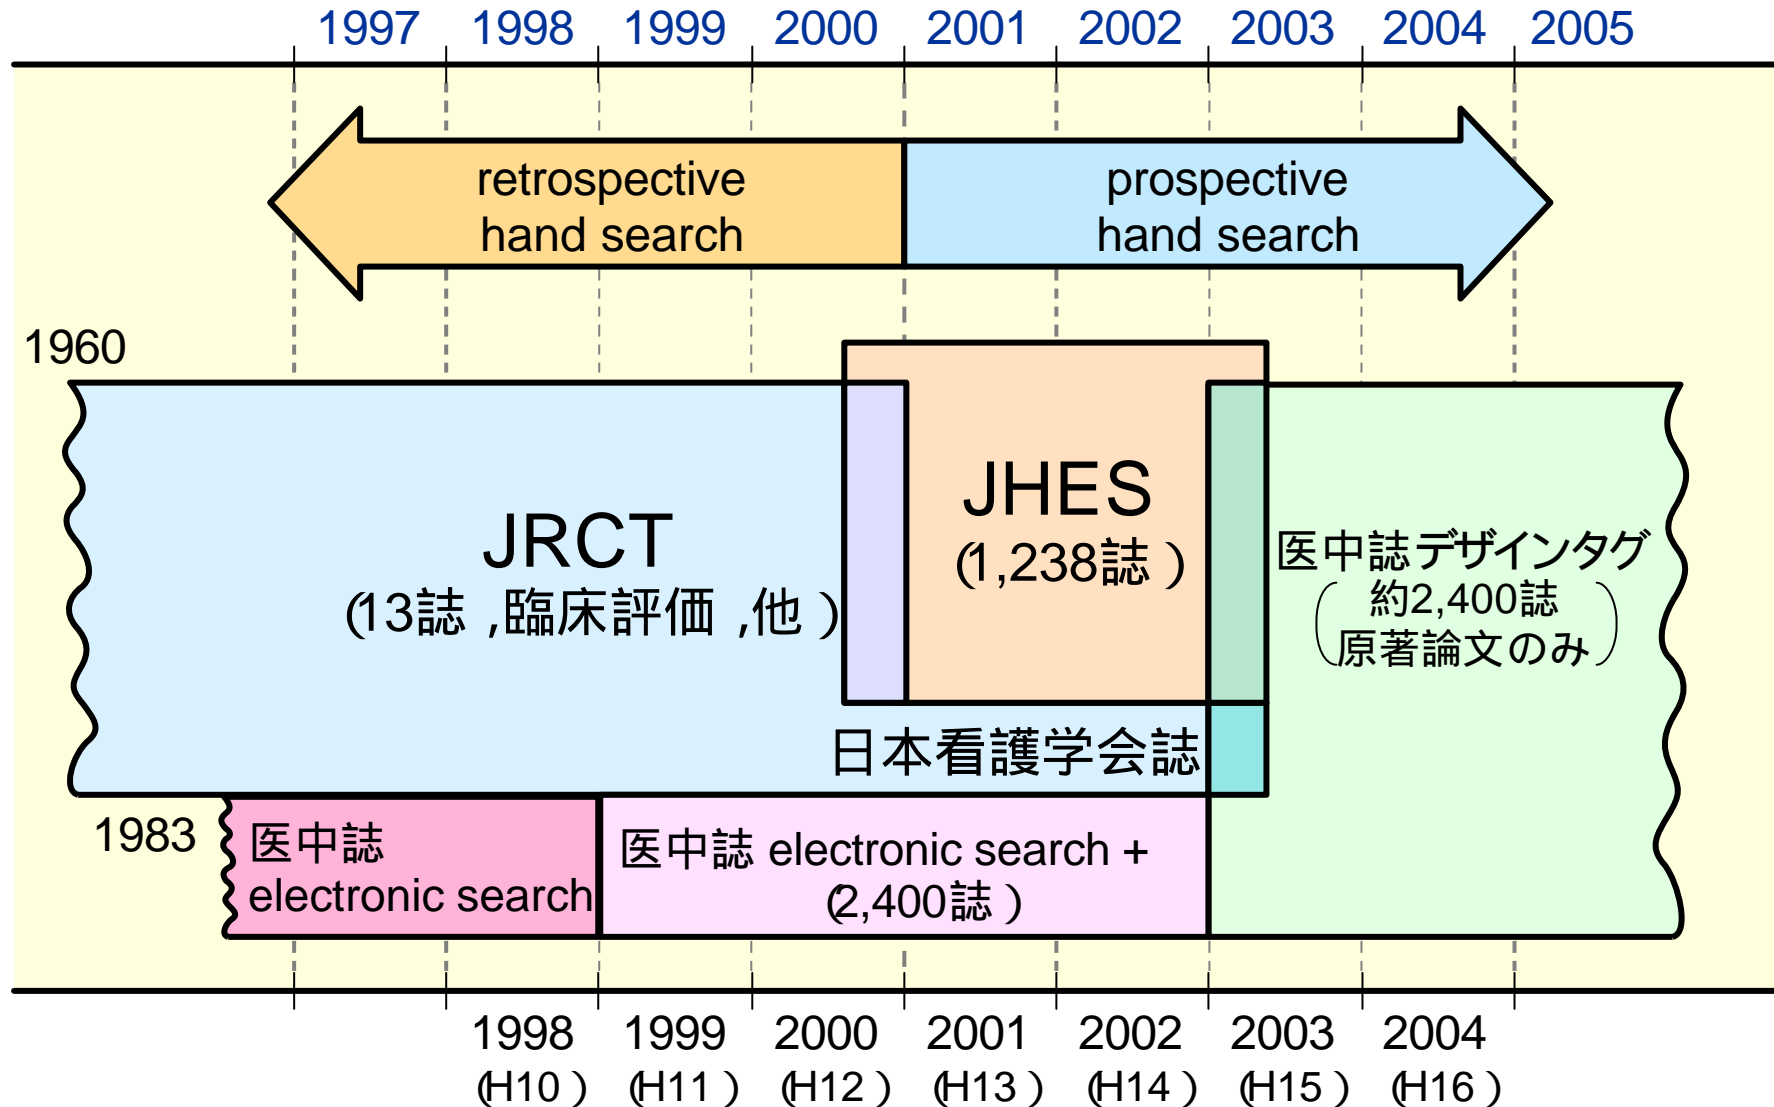 1997 1998 1999 2000 2001 2002 2003 2004 2005
retrospective
hand search
prospective
hand search
1960
JRCT
(13誌 ,臨床評価 ,他 )
JHES
(1,238誌 )
医中誌デザインタグ
( 約2,400誌
原著論文のみ )
日本看護学会誌
1983
医中誌
electronic search
医中誌 electronic search +
(2,400誌 )
1998 1999 2000 2001 2002 2003 2004
(H10 ) (H11 ) (H12 ) (H13 ) (H14 ) (H15 ) (H16 )